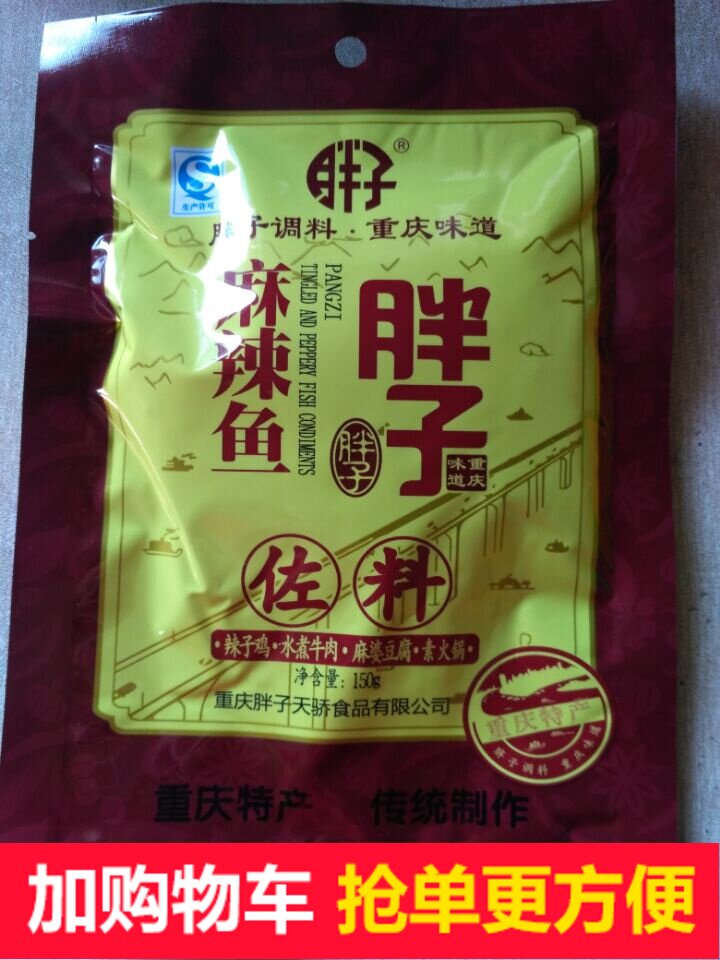 胖子®
生产许可
胖子调料·重庆味道
胖子
重庆
味道
胖子
PANGZI
TINGLED AND PEPPERY FISH CONDIMENTS
麻辣鱼
佐料
·辣子鸡·水煮牛肉·麻婆豆腐·素火锅·
净含量：150g
重庆胖子天骄食品有限公司
重庆特产
胖子调料 重庆味道
重庆特产 传统制作
加购物车 抢单更方便